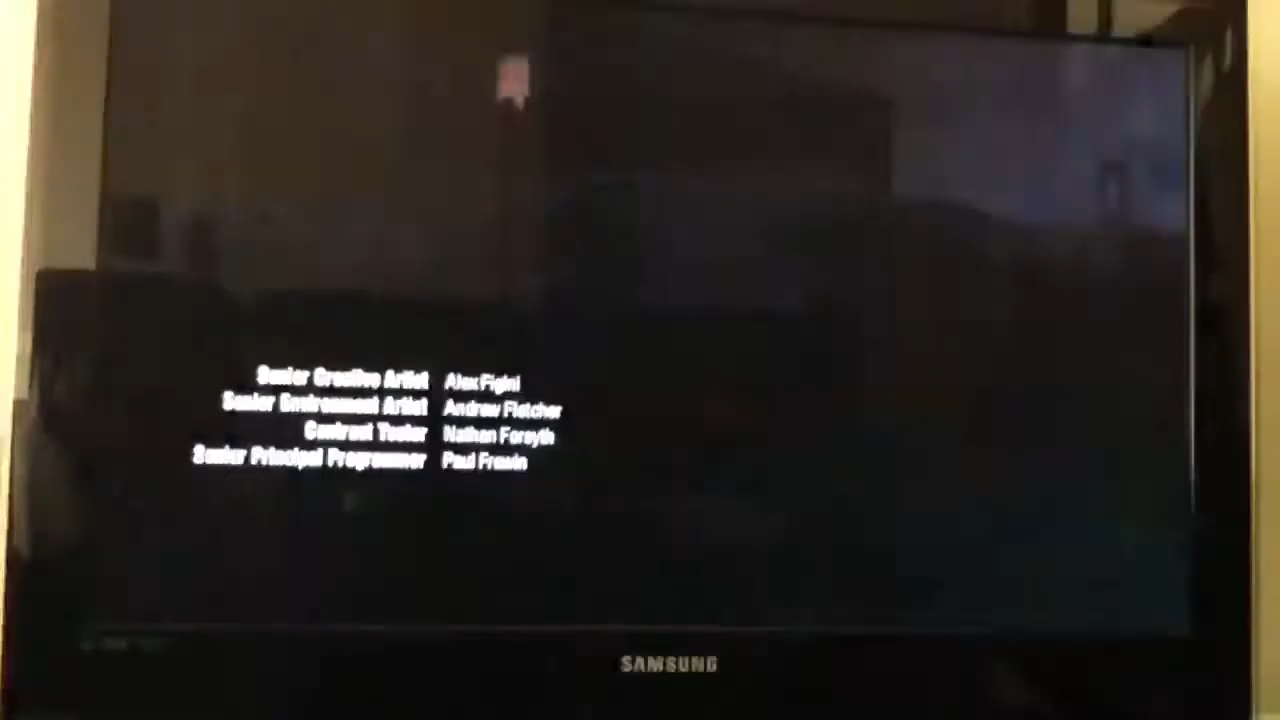 Senior Creative Artist Alex Figini
Senior Environment Artist Andrew Fletcher
Contract Tester Nathan Forsyth
Senior Principal Programmer Paul Frewin
SAMSUNG